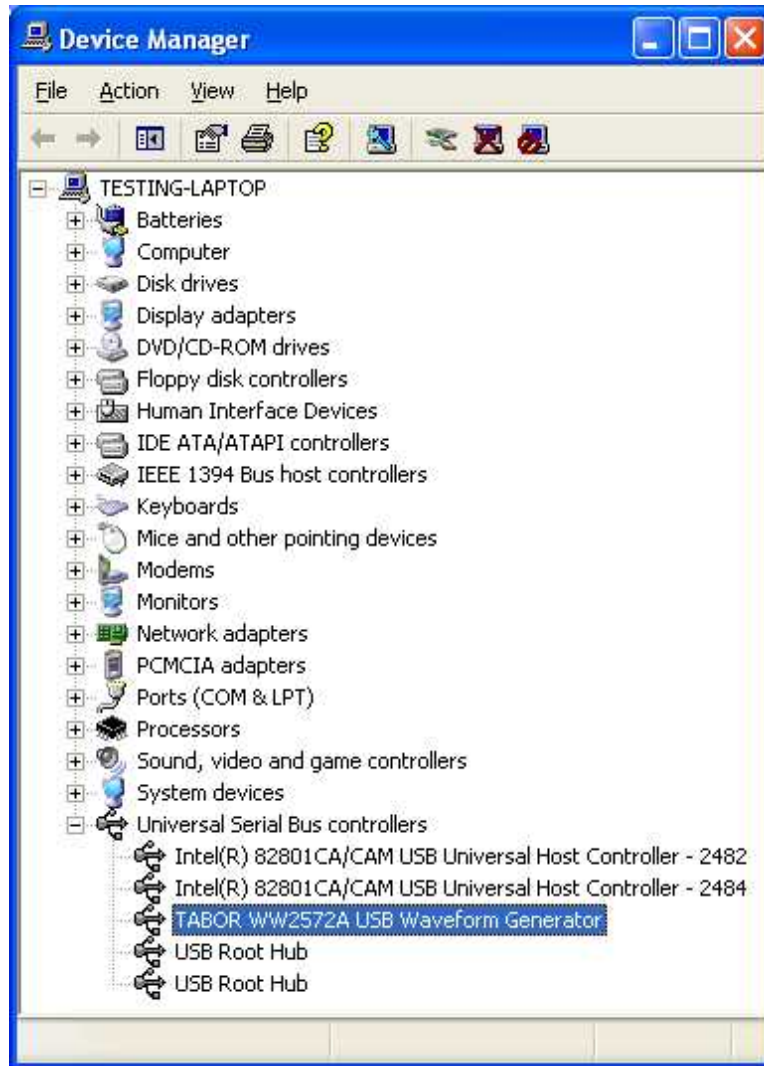 Device Manager
File Action View Help
TESTING-LAPTOP
Batteries
Computer
Disk drives
Display adapters
DVD/CD-ROM drives
Floppy disk controllers
Human Interface Devices
IDE ATA/ATAPI controllers
IEEE 1394 Bus host controllers
Keyboards
Mice and other pointing devices
Modems
Monitors
Network adapters
PCMCIA adapters
Ports (COM & LPT)
Processors
Sound, video and game controllers
System devices
Universal Serial Bus controllers
Intel(R) 82801CA/CAM USB Universal Host Controller - 2482
Intel(R) 82801CA/CAM USB Universal Host Controller - 2484
TABOR WW2572A USB Waveform Generator
USB Root Hub
USB Root Hub